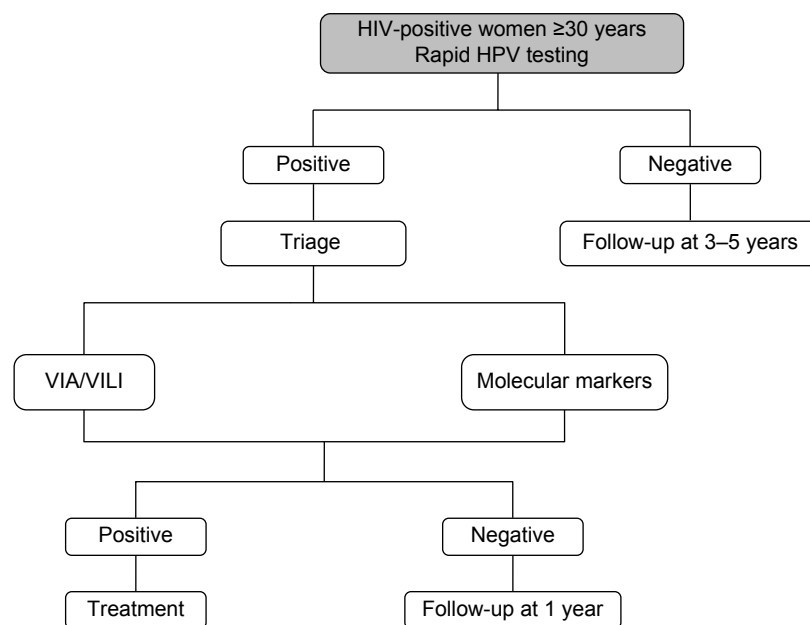 HIV-positive women ≥30 years
Rapid HPV testing
Positive
Negative
Triage
Follow-up at 3–5 years
VIA/VILI
Molecular markers
Positive
Negative
Treatment
Follow-up at 1 year